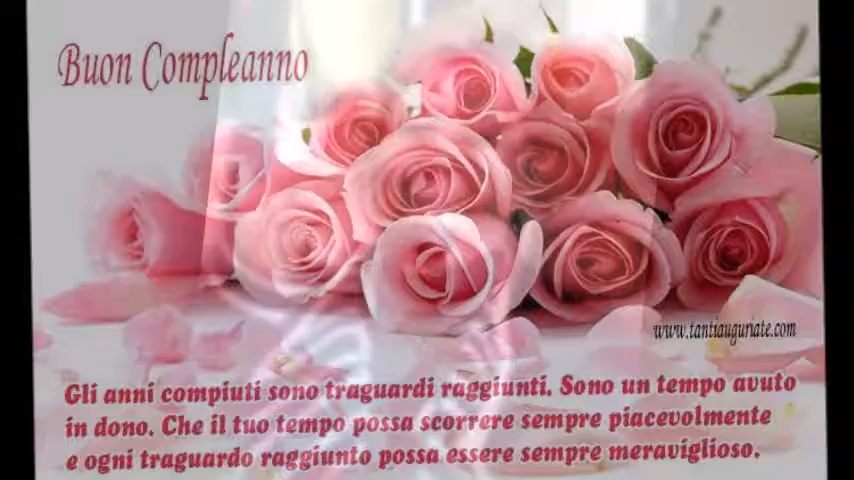 Buon Compleanno
www.tantiauguriate.com
Gli anni compiuti sono traguardi raggiunti. Sono un tempo avuto
in dono. Che il tuo tempo possa scorrere sempre piacevolmente
e ogni traguardo raggiunto possa essere sempre meraviglioso.